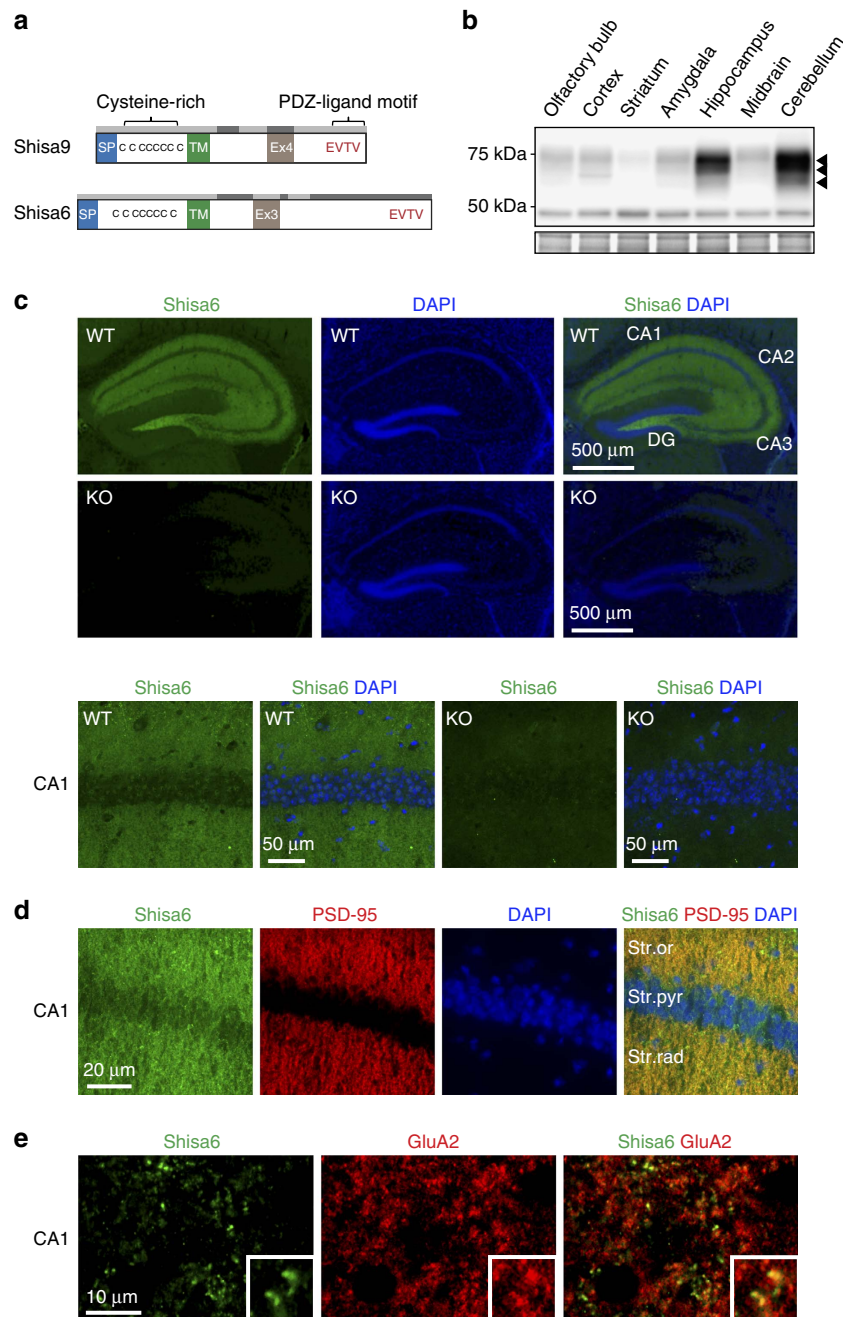 a
Cysteine-rich PDZ-ligand motif
Shisa9 SP C C CCCCC C TM Ex4 EVTV
Shisa6 SP C C CCCCC C TM Ex3 EVTV
b
Olfactory bulb
Cortex
Striatum
Amygdala
Hippocampus
Midbrain
Cerebellum
75 kDa
50 kDa
c
Shisa6 DAPI Shisa6 DAPI
WT WT WT CA1 CA2
DG CA3
500 μm
KO KO KO
500 μm
Shisa6 Shisa6 DAPI Shisa6 Shisa6 DAPI
CA1 WT WT KO KO
50 μm 50 μm
d
Shisa6 PSD-95 DAPI Shisa6 PSD-95 DAPI
CA1
Str.or
Str.pyr
Str.rad
20 μm
e
Shisa6 GluA2 Shisa6 GluA2
CA1
10 μm